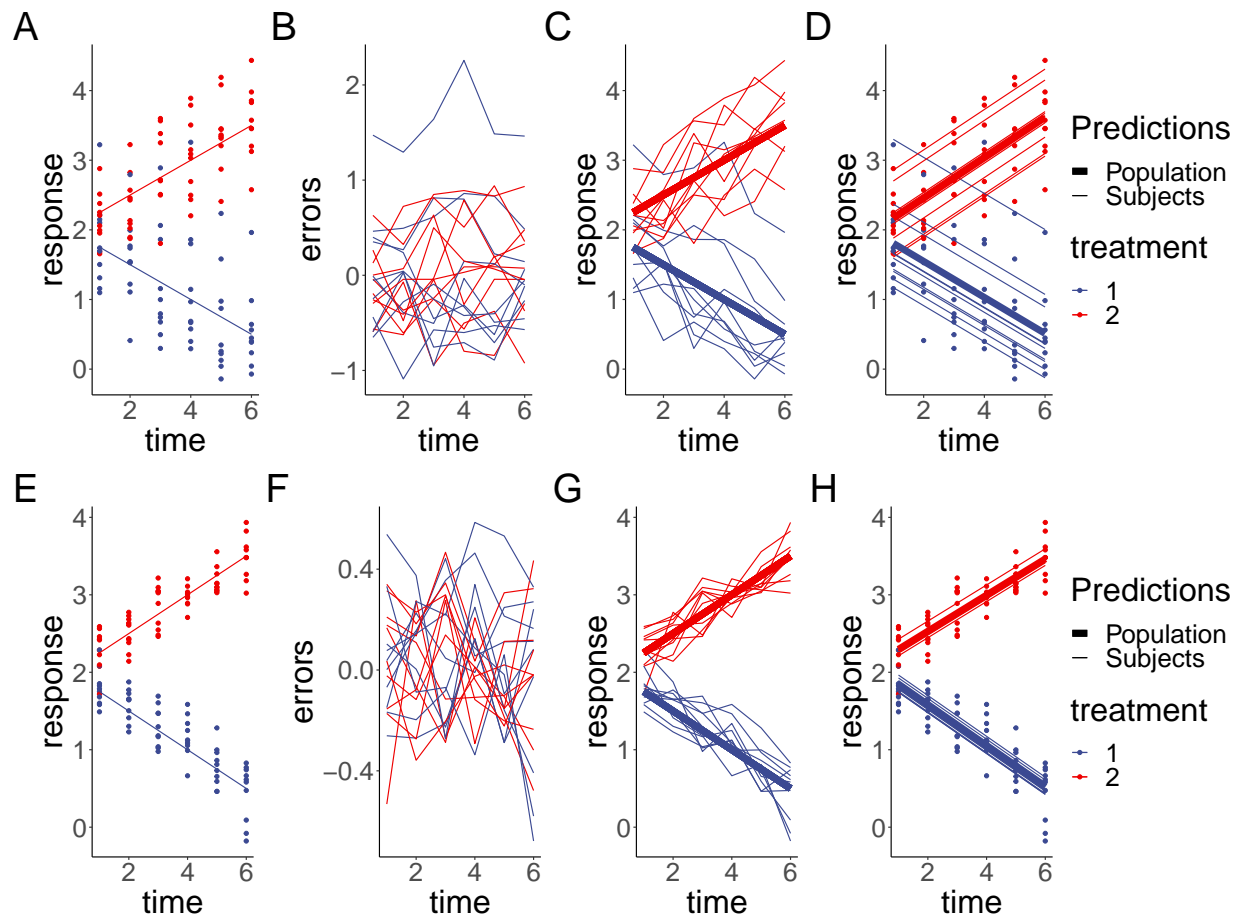 A
B
C
D
response
4
3
2
1
0
2
4
6
time
errors
2
1
0
−1
2
4
6
time
response
4
3
2
1
0
2
4
6
time
response
4
3
2
1
0
2
4
6
time
Predictions
Population
Subjects
treatment
1
2
E
F
G
H
response
4
3
2
1
0
2
4
6
time
errors
0.4
0.0
−0.4
2
4
6
time
response
4
3
2
1
0
2
4
6
time
response
4
3
2
1
0
2
4
6
time
Predictions
Population
Subjects
treatment
1
2